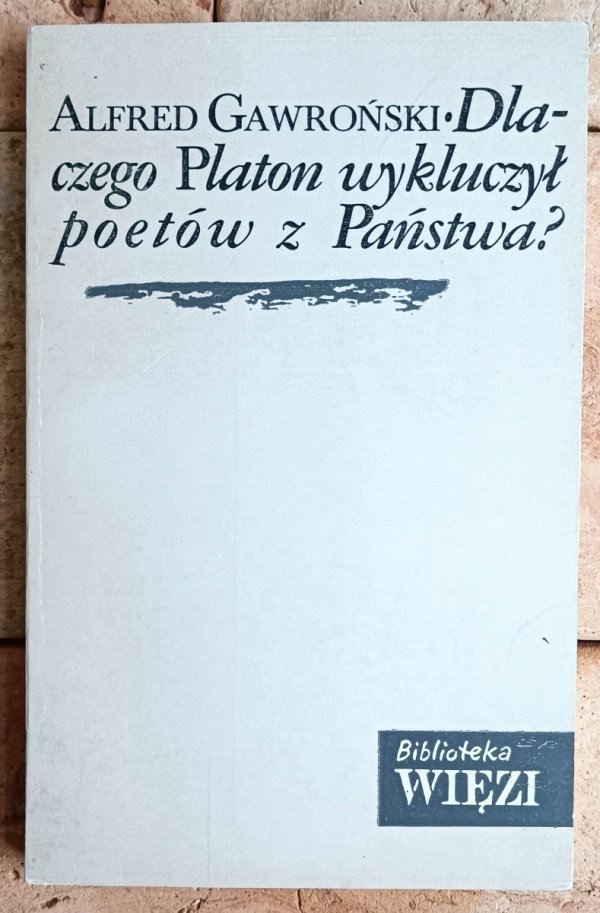 ALFRED GAWROŃSKI·Dla-
czego Platon wykluczył
poetów z Państwa?
Biblioteka
WIĘZI